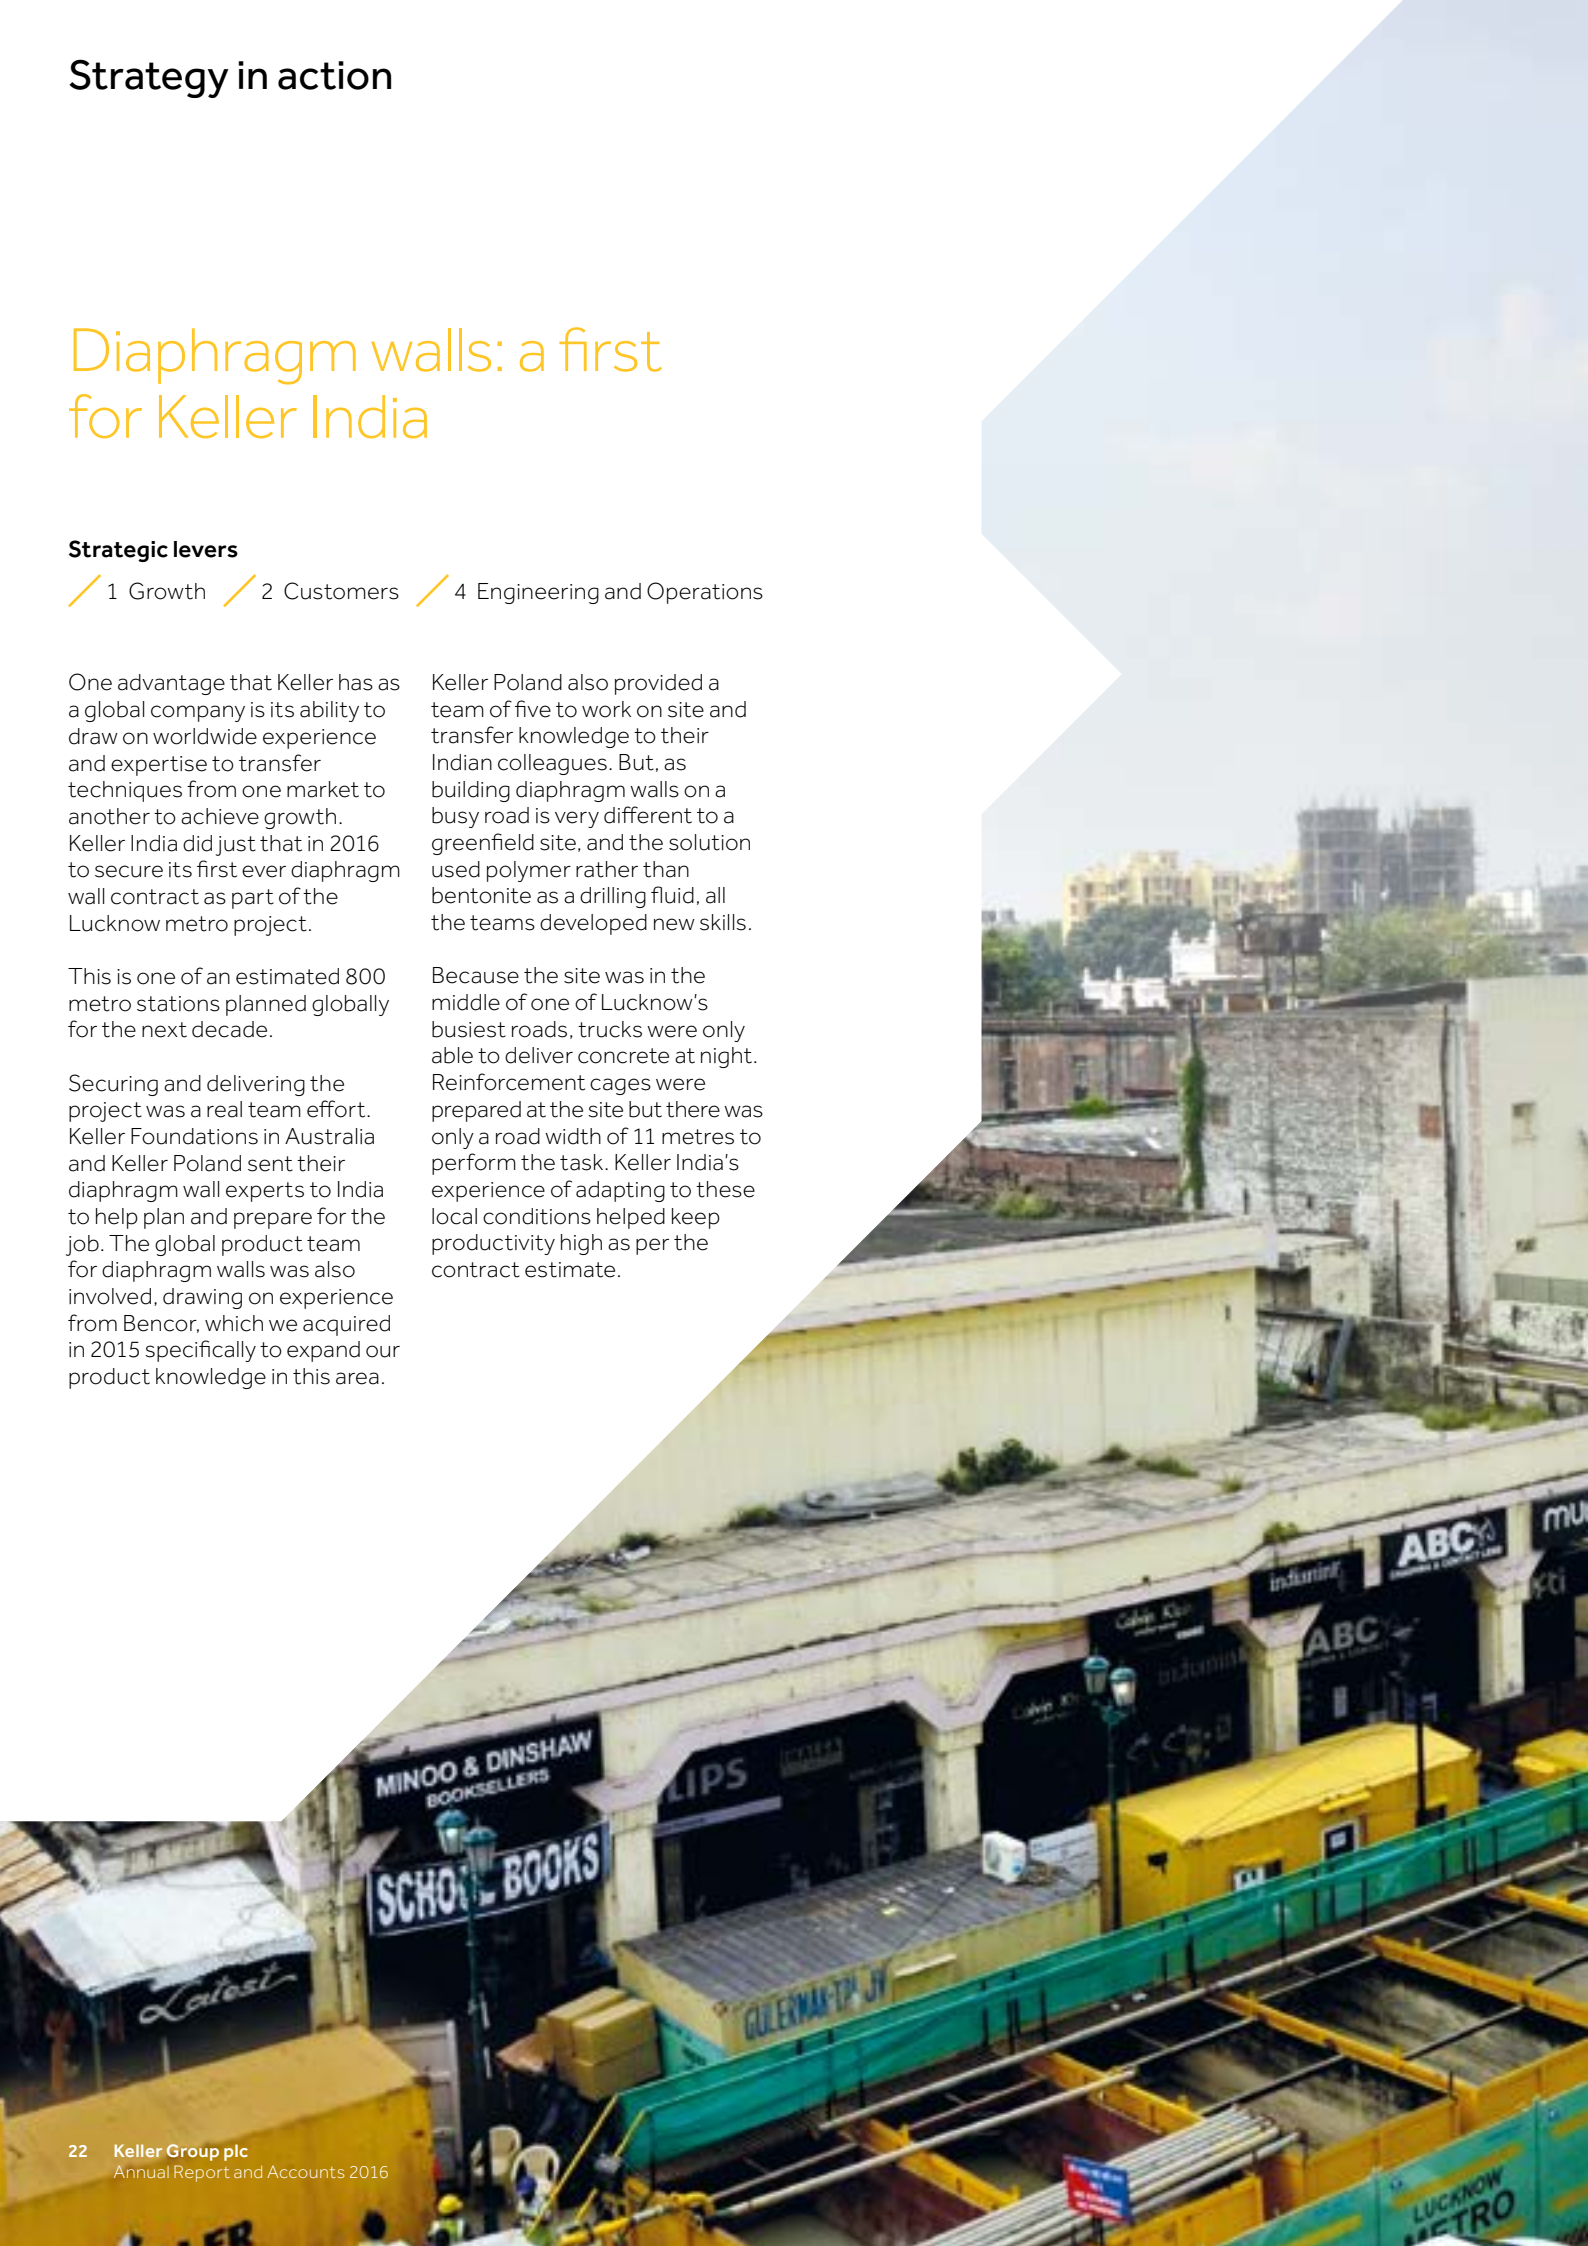 Strategy in action
Diaphragm walls: a first
for Keller India
Strategic levers
1 Growth 2 Customers 4 Engineering and Operations
One advantage that Keller has as
a global company is its ability to
draw on worldwide experience
and expertise to transfer
techniques from one market to
another to achieve growth.
Keller India did just that in 2016
to secure its first ever diaphragm
wall contract as part of the
Lucknow metro project.
This is one of an estimated 800
metro stations planned globally
for the next decade.
Securing and delivering the
project was a real team effort.
Keller Foundations in Australia
and Keller Poland sent their
diaphragm wall experts to India
to help plan and prepare for the
job. The global product team
for diaphragm walls was also
involved, drawing on experience
from Bencor, which we acquired
in 2015 specifically to expand our
product knowledge in this area.
Keller Poland also provided a
team of five to work on site and
transfer knowledge to their
Indian colleagues. But, as
building diaphragm walls on a
busy road is very different to a
greenfield site, and the solution
used polymer rather than
bentonite as a drilling fluid, all
the teams developed new skills.
Because the site was in the
middle of one of Lucknow's
busiest roads, trucks were only
able to deliver concrete at night.
Reinforcement cages were
prepared at the site but there was
only a road width of 11 metres to
perform the task. Keller India's
experience of adapting to these
local conditions helped keep
productivity high as per the
contract estimate.
ABC
Calvin
ABC
MINOO & DINSHAW
BOOKSELLERS
LIPS
SCHOOL BOOKS
Latest
GULERMAK-TPL JV
LUCKNOW
METRO
22 Keller Group plc
Annual Report and Accounts 2016